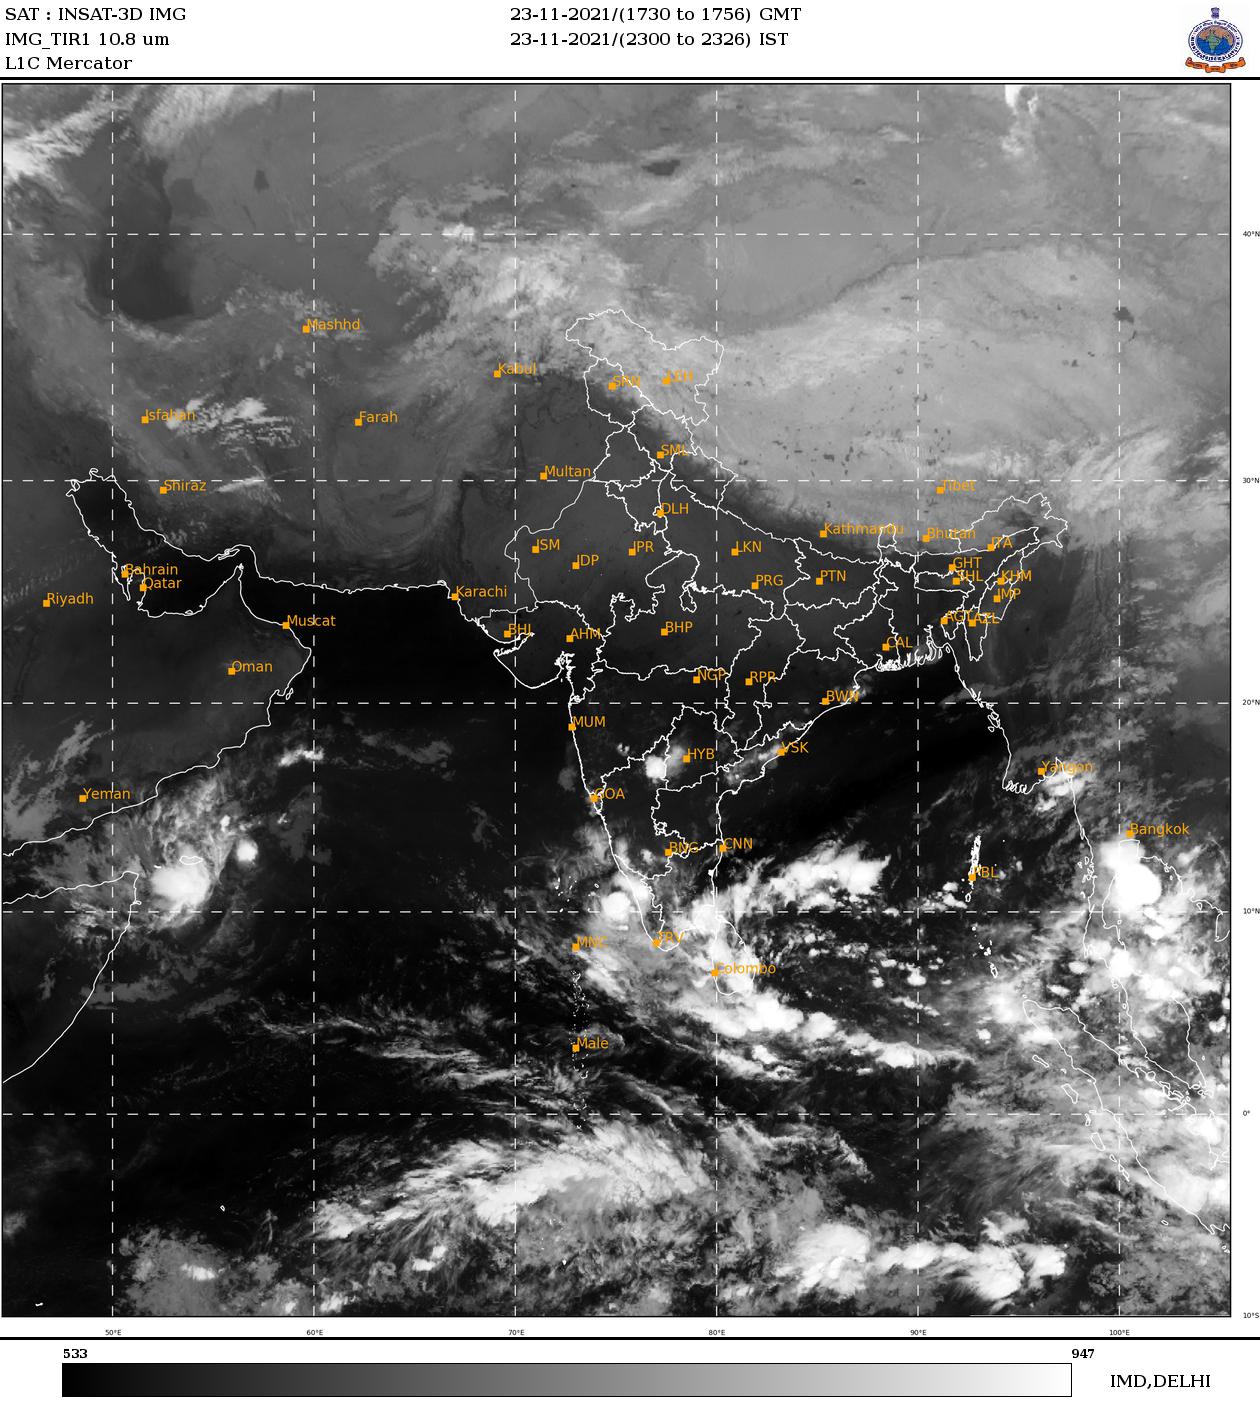 SAT : INSAT-3D IMG
23-11-2021/(1730 to 1756) GMT
IMG_TIR1 10.8 um
23-11-2021/(2300 to 2326) IST
L1C Mercator
40°N
Mashhd
Kabul
SRN
LEH
Isfahan
Farah
SML
Multan
30°N
Shiraz
Tibet
DLH
Kathmandu
Bhutan
JSM
JPR
LKN
ITA
JDP
GHT
Bahrain
Qatar
PRG
PTN
SHL
KHM
Riyadh
Karachi
IMP
Muscat
BHJ
AHM
BHP
AGT
AZL
CAL
Oman
NGP
RPR
BWN
20°N
MUM
HYB
VSK
Yangon
Yeman
GOA
Bangkok
BNG
CNN
PBL
10°N
MNC
TRV
Colombo
Male
0°
10°S
50°E
60°E
70°E
80°E
90°E
100°E
533
947
IMD,DELHI